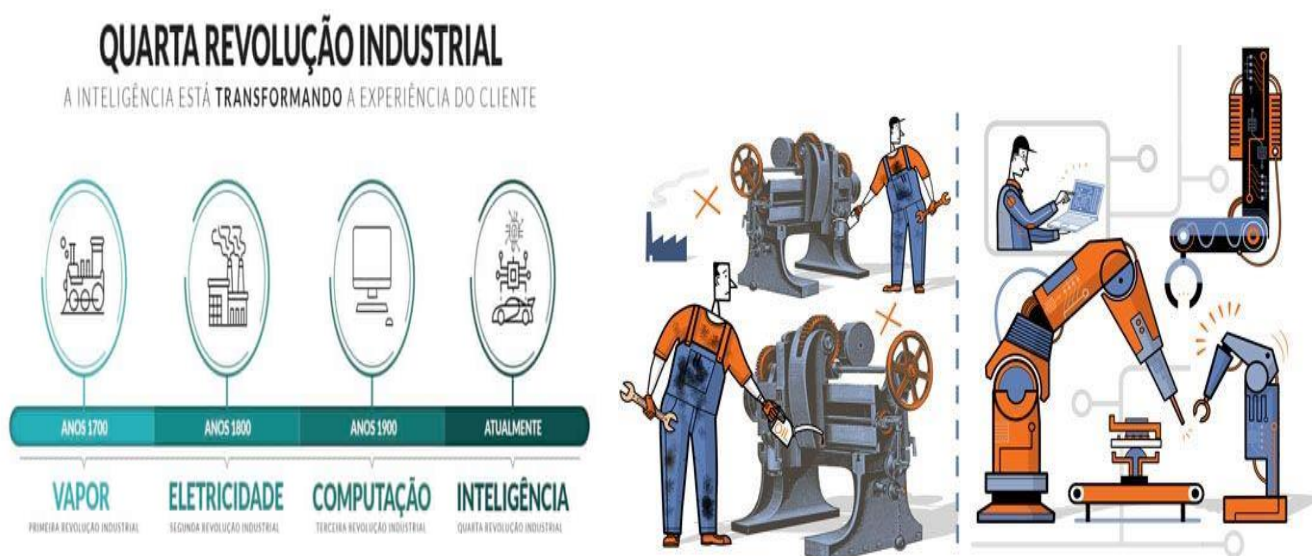 QUARTA REVOLUÇÃO INDUSTRIAL
A INTELIGÊNCIA ESTÁ TRANSFORMANDO A EXPERIÊNCIA DO CLIENTE
ANOS 1700
ANOS 1800
ANOS 1900
ATUALMENTE
VAPOR
PRIMEIRA REVOLUÇÃO INDUSTRIAL
ELETRICIDADE
SEGUNDA REVOLUÇÃO INDUSTRIAL
COMPUTAÇÃO
TERCEIRA REVOLUÇÃO INDUSTRIAL
INTELIGÊNCIA
QUARTA REVOLUÇÃO INDUSTRIAL